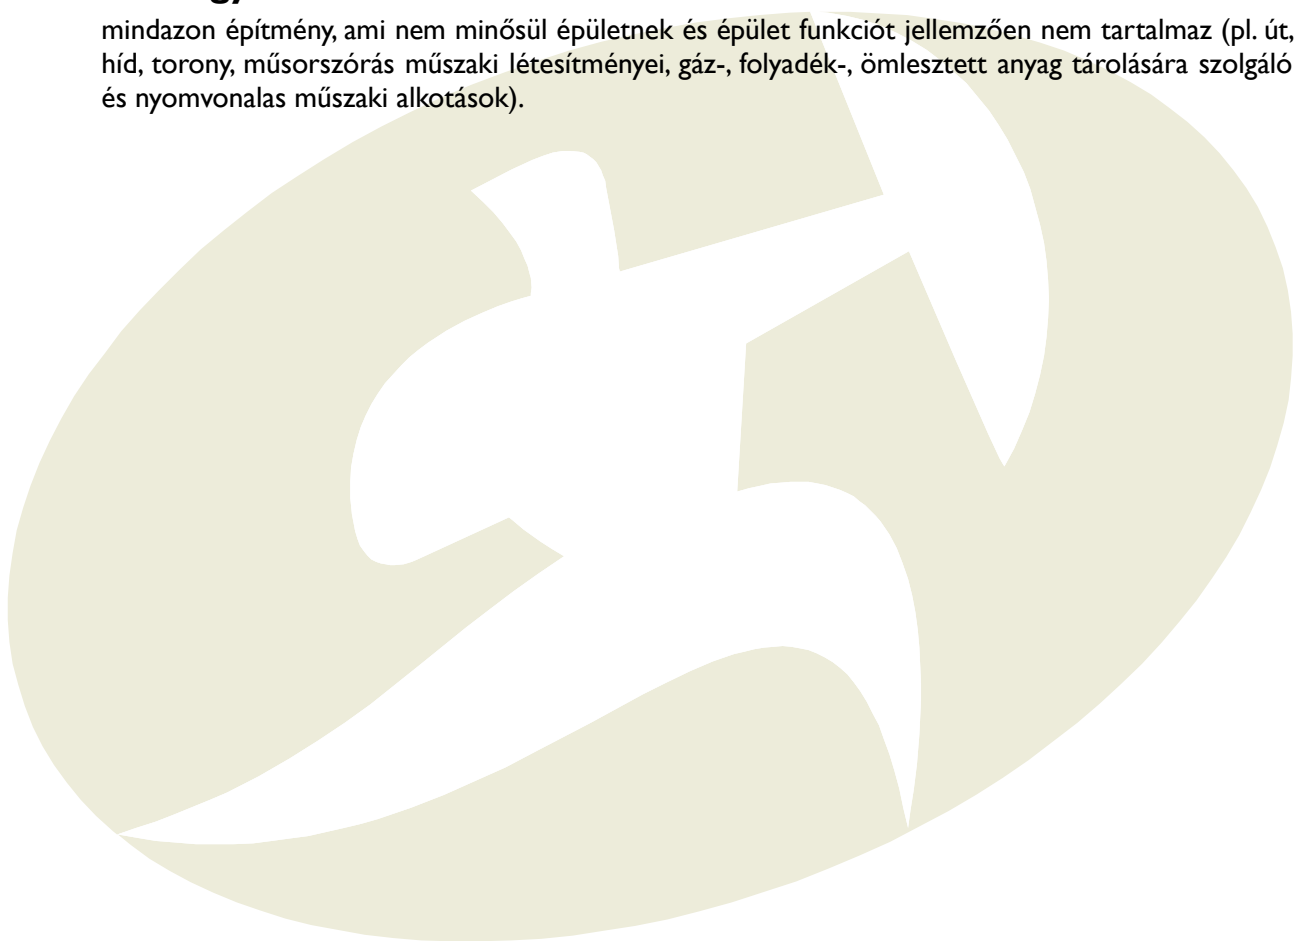 mindazon építmény, ami nem minősül épületnek és épület funkciót jellemzően nem tartalmaz (pl. út,
híd, torony, műsorszórás műszaki létesítményei, gáz-, folyadék-, ömlesztett anyag tárolására szolgáló
és nyomvonalas műszaki alkotások).